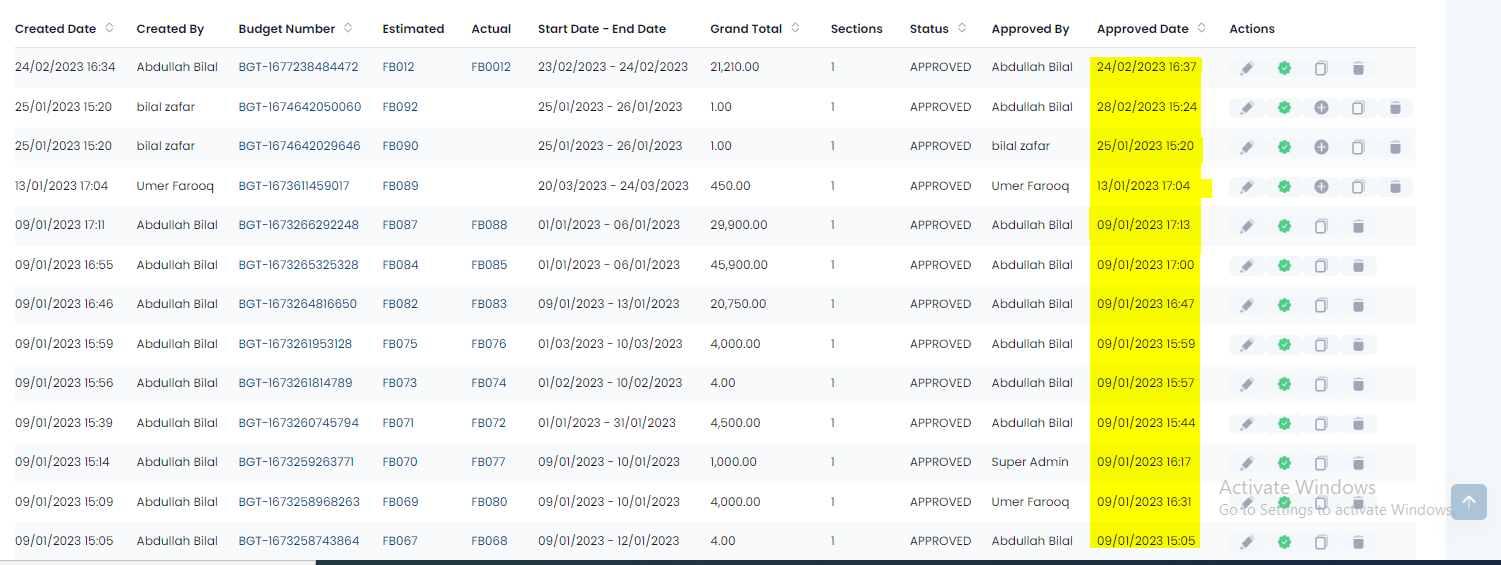 Created Date Created By Budget Number Estimated Actual Start Date - End Date Grand Total Sections Status Approved By Approved Date Actions
24/02/2023 16:34 Abdullah Bilal BGT-1677238484472 FB012 FB0012 23/02/2023 - 24/02/2023 21,210.00 1 APPROVED Abdullah Bilal 24/02/2023 16:37
25/01/2023 15:20 bilal zafar BGT-1674642050060 FB092 25/01/2023 - 26/01/2023 1.00 1 APPROVED Abdullah Bilal 28/02/2023 15:24
25/01/2023 15:20 bilal zafar BGT-1674642029646 FB090 25/01/2023 - 26/01/2023 1.00 1 APPROVED bilal zafar 25/01/2023 15:20
13/01/2023 17:04 Umer Farooq BGT-1673611459017 FB089 20/03/2023 - 24/03/2023 450.00 1 APPROVED Umer Farooq 13/01/2023 17:04
09/01/2023 17:11 Abdullah Bilal BGT-1673266292248 FB087 FB088 01/01/2023 - 06/01/2023 29,900.00 1 APPROVED Abdullah Bilal 09/01/2023 17:13
09/01/2023 16:55 Abdullah Bilal BGT-1673265325328 FB084 FB085 01/01/2023 - 06/01/2023 45,900.00 1 APPROVED Abdullah Bilal 09/01/2023 17:00
09/01/2023 16:46 Abdullah Bilal BGT-1673264816650 FB082 FB083 09/01/2023 - 13/01/2023 20,750.00 1 APPROVED Abdullah Bilal 09/01/2023 16:47
09/01/2023 15:59 Abdullah Bilal BGT-1673261953128 FB075 FB076 01/03/2023 - 10/03/2023 4,000.00 1 APPROVED Abdullah Bilal 09/01/2023 15:59
09/01/2023 15:56 Abdullah Bilal BGT-1673261814789 FB073 FB074 01/02/2023 - 10/02/2023 4.00 1 APPROVED Abdullah Bilal 09/01/2023 15:57
09/01/2023 15:39 Abdullah Bilal BGT-1673260745794 FB071 FB072 01/01/2023 - 31/01/2023 4,500.00 1 APPROVED Abdullah Bilal 09/01/2023 15:44
09/01/2023 15:14 Abdullah Bilal BGT-1673259263771 FB070 FB077 09/01/2023 - 10/01/2023 1,000.00 1 APPROVED Super Admin 09/01/2023 16:17
Activate Windows
09/01/2023 15:09 Abdullah Bilal BGT-1673258968263 FB069 FB080 09/01/2023 - 10/01/2023 4,000.00 1 APPROVED Umer Farooq 09/01/2023 16:31
Go to Settings to activate Windows
09/01/2023 15:05 Abdullah Bilal BGT-1673258743864 FB067 FB068 09/01/2023 - 12/01/2023 4.00 1 APPROVED Abdullah Bilal 09/01/2023 15:05